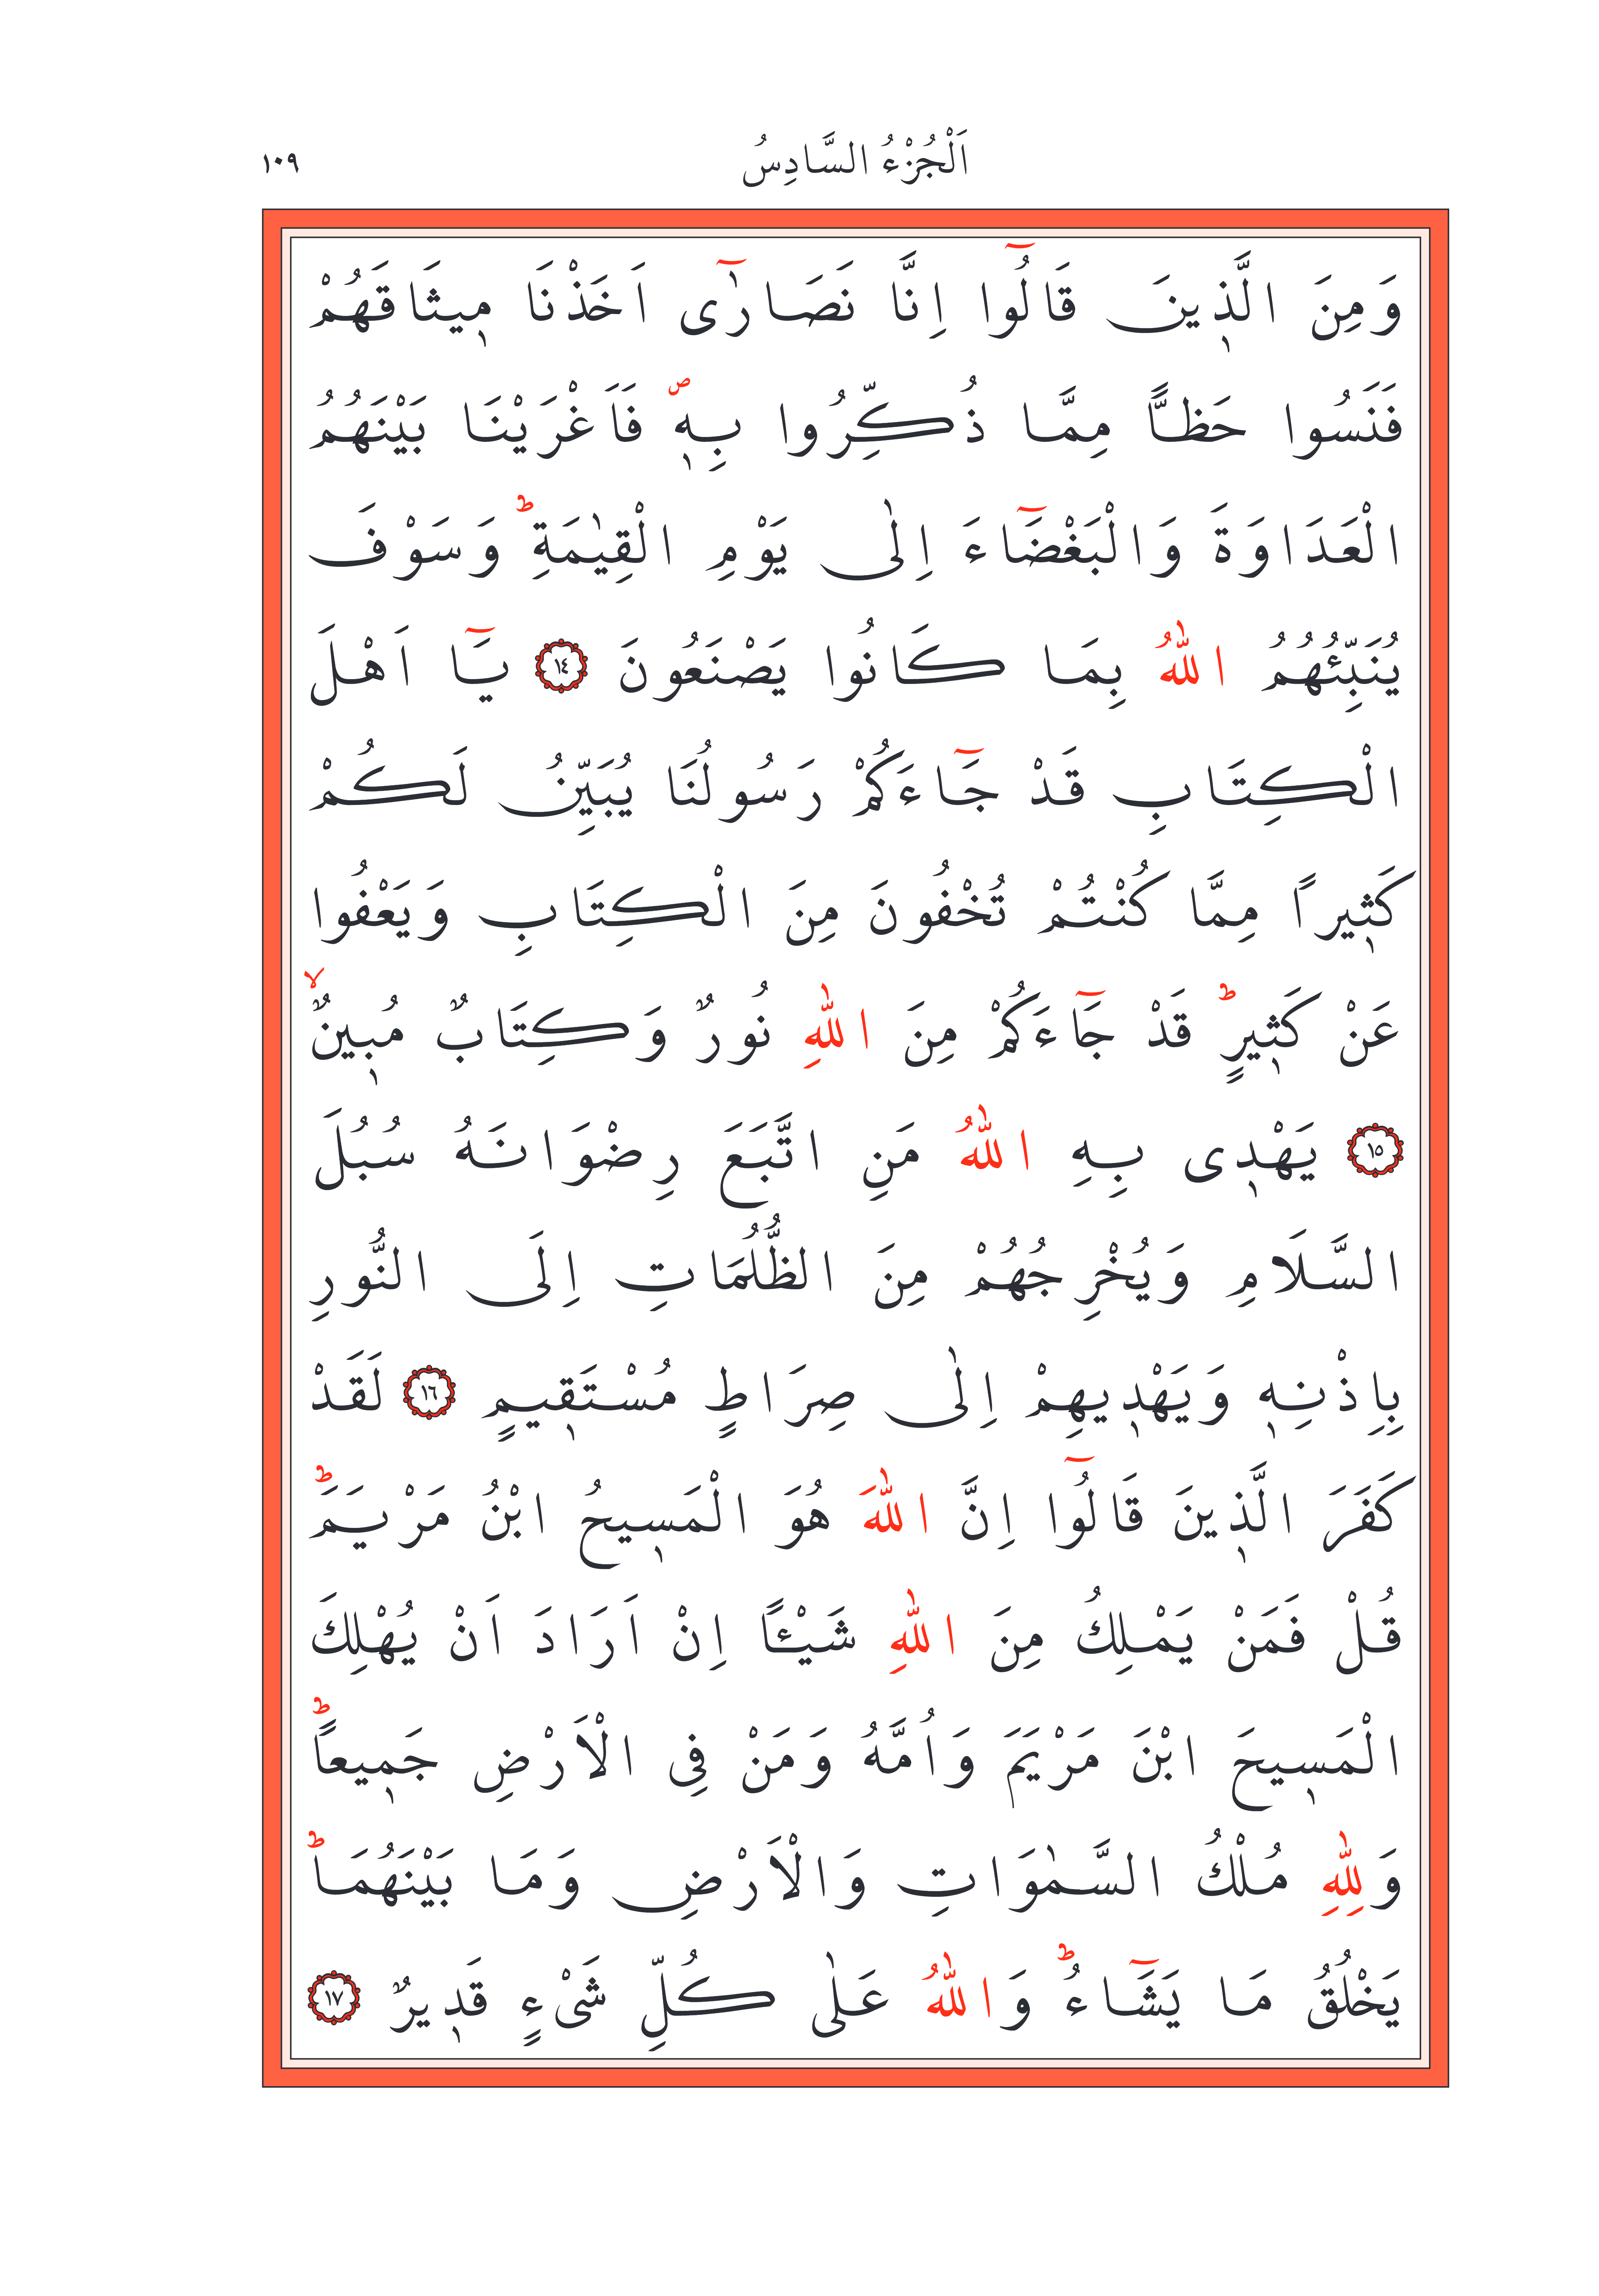 اَلْجُزْءُ السَّادِسُ ١٠٩
وَمِنَ الَّذ۪ينَ قَالُٓوا اِنَّا نَصَارٰٓى اَخَذْنَا م۪يثَاقَهُمْ
فَنَسُوا حَظًّا مِمَّا ذُكِّرُوا بِه۪ۖ فَاَغْرَيْنَا بَيْنَهُمُ
الْعَدَاوَةَ وَالْبَغْضَٓاءَ اِلٰى يَوْمِ الْقِيٰمَةِۜ وَسَوْفَ
يُنَبِّئُهُمُ اللّٰهُ بِمَا كَانُوا يَصْنَعُونَ ﴿١٤﴾ يَٓا اَهْلَ
الْكِتَابِ قَدْ جَٓاءَكُمْ رَسُولُنَا يُبَيِّنُ لَكُمْ
كَث۪يراً مِمَّا كُنْتُمْ تُخْفُونَ مِنَ الْكِتَابِ وَيَعْفُوا
عَنْ كَث۪يرٍۜ قَدْ جَٓاءَكُمْ مِنَ اللّٰهِ نُورٌ وَكِتَابٌ مُب۪ينٌۙ
﴿١٥﴾ يَهْد۪ى بِهِ اللّٰهُ مَنِ اتَّبَعَ رِضْوَانَهُ سُبُلَ
السَّلَامِ وَيُخْرِجُهُمْ مِنَ الظُّلُمَاتِ اِلَى النُّورِ
بِاِذْنِه۪ وَيَهْد۪يهِمْ اِلٰى صِرَاطٍ مُسْتَق۪يمٍ ﴿١٦﴾ لَقَدْ
كَفَرَ الَّذ۪ينَ قَالُٓوا اِنَّ اللّٰهَ هُوَ الْمَس۪يحُ ابْنُ مَرْيَمَۜ
قُلْ فَمَنْ يَمْلِكُ مِنَ اللّٰهِ شَيْـًٔا اِنْ اَرَادَ اَنْ يُهْلِكَ
الْمَس۪يحَ ابْنَ مَرْيَمَ وَاُمَّهُ وَمَنْ فِى الْاَرْضِ جَم۪يعاًۜ
وَلِلّٰهِ مُلْكُ السَّمٰوَاتِ وَالْاَرْضِ وَمَا بَيْنَهُمَاۜ
يَخْلُقُ مَا يَشَٓاءُۜ وَاللّٰهُ عَلٰى كُلِّ شَىْءٍ قَد۪يرٌ ﴿١٧﴾